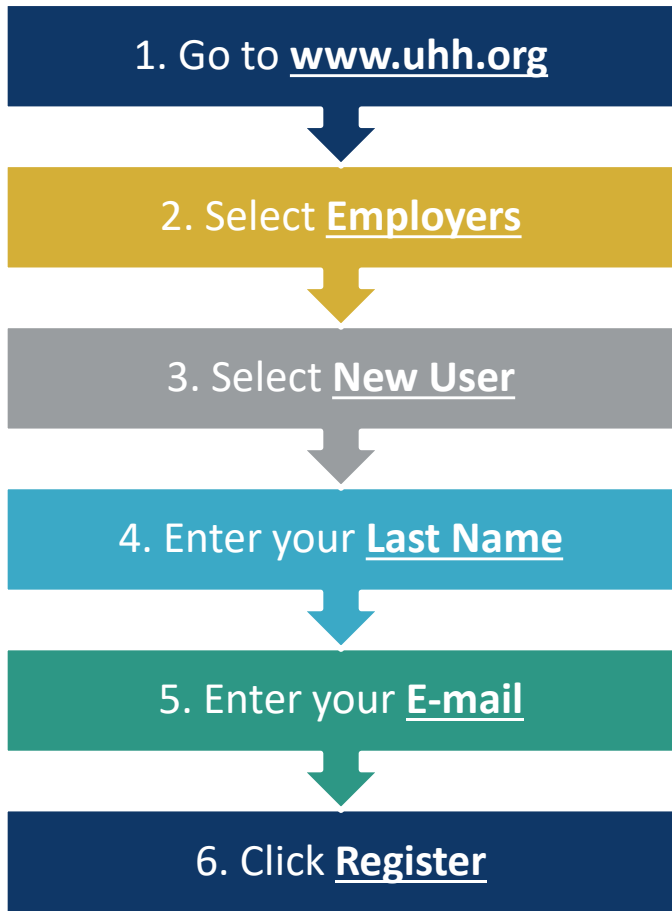 1. Go to www.uhh.org
2. Select Employers
3. Select New User
4. Enter your Last Name
5. Enter your E-mail
6. Click Register